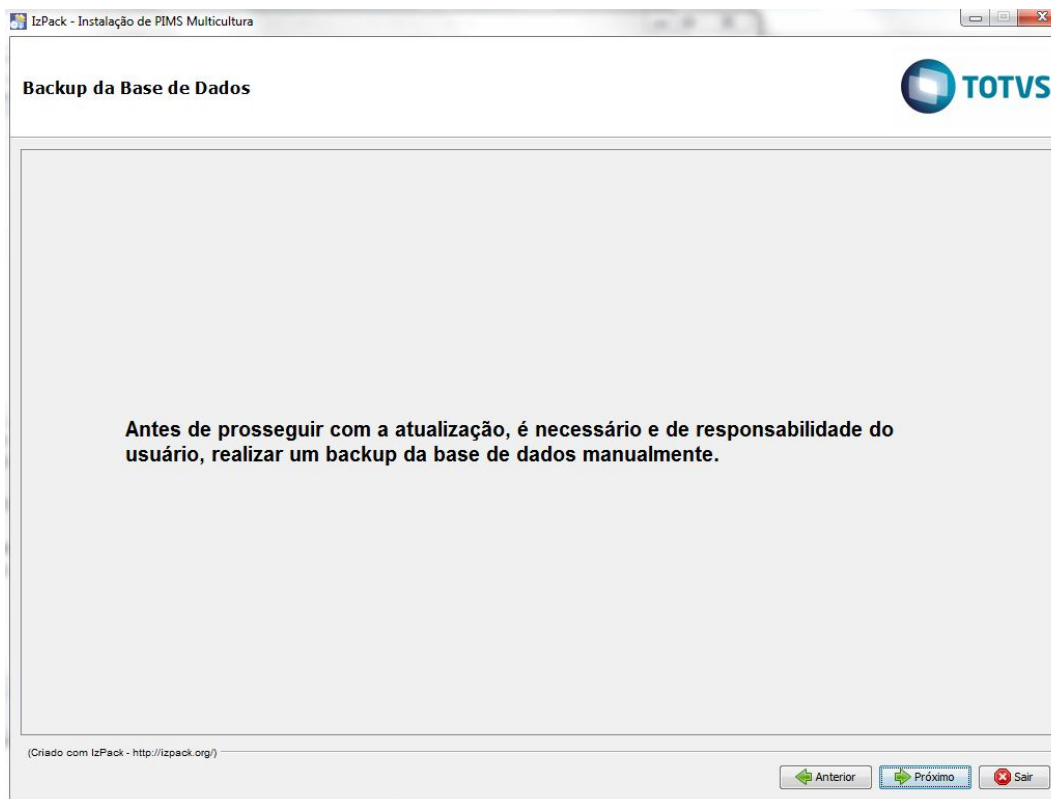 IzPack - Instalação de PIMS Multicultura
Backup da Base de Dados
TOTVS
Antes de prosseguir com a atualização, é necessário e de responsabilidade do
usuário, realizar um backup da base de dados manualmente.
(Criado com IzPack - http://izpack.org/)
Anterior
Próximo
Sair